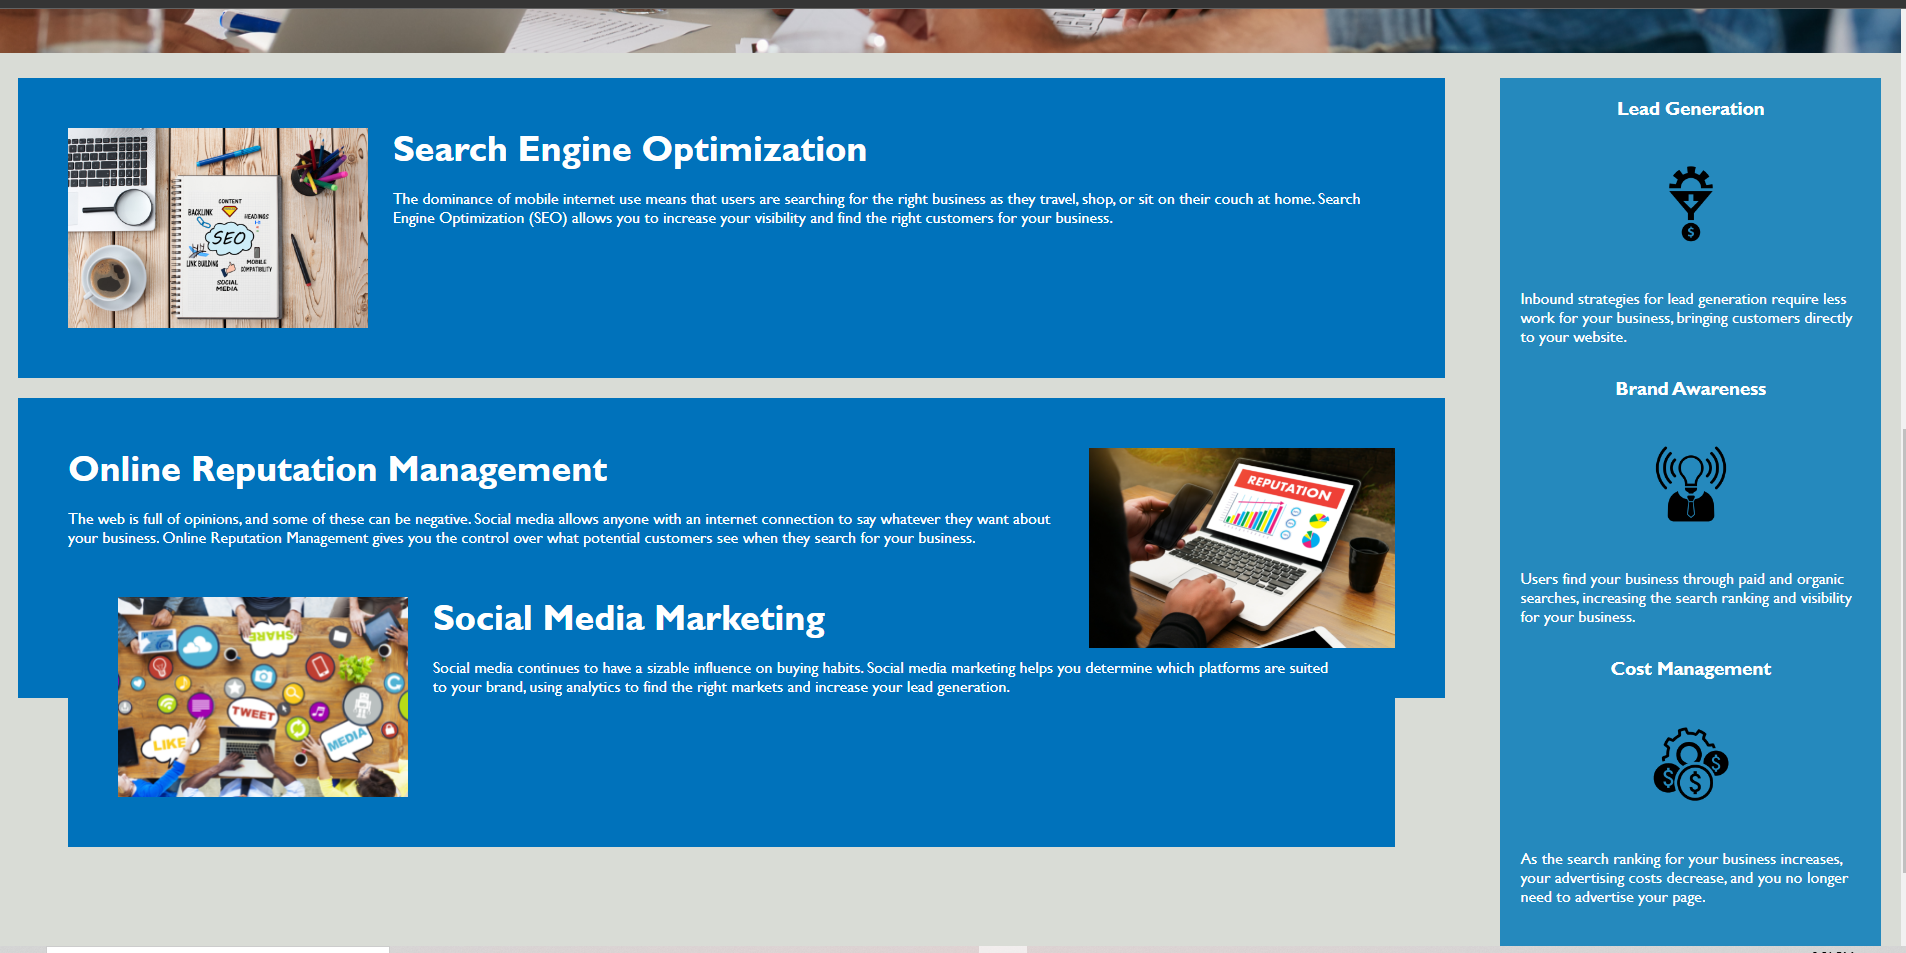 Search Engine Optimization
The dominance of mobile internet use means that users are searching for the right business as they travel, shop, or sit on their couch at home. Search
Engine Optimization (SEO) allows you to increase your visibility and find the right customers for your business.
CONTENT
BACKLINK
HEADINGS
SEO
LINK BUILDING
MOBILE
COMPATIBILITY
SOCIAL
MEDIA
Online Reputation Management
The web is full of opinions, and some of these can be negative. Social media allows anyone with an internet connection to say whatever they want about
your business. Online Reputation Management gives you the control over what potential customers see when they search for your business.
REPUTATION
Social Media Marketing
Social media continues to have a sizable influence on buying habits. Social media marketing helps you determine which platforms are suited
to your brand, using analytics to find the right markets and increase your lead generation.
SHARE
TWEET
LIKE
MEDIA
Lead Generation
$
Inbound strategies for lead generation require less
work for your business, bringing customers directly
to your website.
Brand Awareness
Users find your business through paid and organic
searches, increasing the search ranking and visibility
for your business.
Cost Management
$ $ $
As the search ranking for your business increases,
your advertising costs decrease, and you no longer
need to advertise your page.